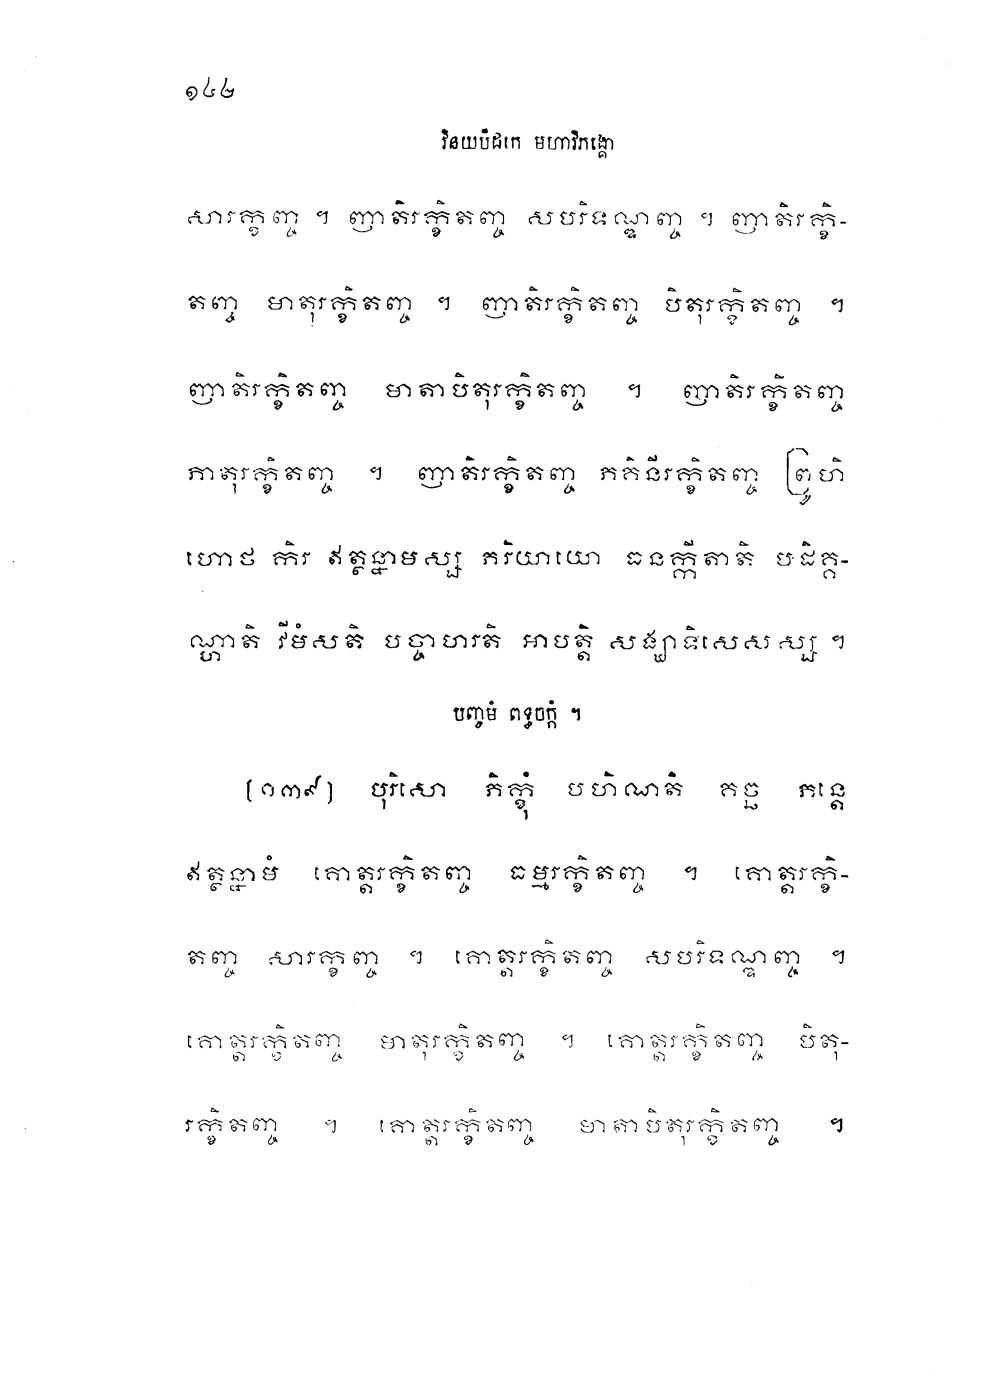 ១៤២
វិនយបិដកេ មហាវិភង្គោ
សារក្ខញ្ច ។ ញាតិរក្ខិតញ្ច សបរិទណ្ឌញ្ច ។ ញាតិរក្ខិ-
តញ្ច មាតុរក្ខិតញ្ច ។ ញាតិរក្ខិតញ្ច បិតុរក្ខិតញ្ច ។
ញាតិរក្ខិតញ្ច មាតាបិតុរក្ខិតញ្ច ។ ញាតិរក្ខិតញ្ច
ភាតុរក្ខិតញ្ច ។ ញាតិរក្ខិតញ្ច ភគិនីរក្ខិតញ្ច ព្រូហិ
ហោថ កិរ ឥត្ថន្នាមស្ស ភរិយាយោ ធនក្កីតាតិ បដិគ្គ-
ណ្ហាតិ វីមំសតិ បច្ចាហរតិ អាបត្តិ សង្ឃាទិសេសស្ស ។
បញ្ចមំ ពទ្ធចក្កំ ។
[១៣៩] បុរិសោ ភិក្ខុំ បហិណតិ គច្ឆ ភន្តេ
ឥត្ថន្នាមំ គោត្តរក្ខិតញ្ច ធម្មរក្ខិតញ្ច ។ គោត្តរក្ខិ-
តញ្ច សារក្ខញ្ច ។ គោត្តរក្ខិតញ្ច សបរិទណ្ឌញ្ច ។
គោត្តរក្ខិតញ្ច មាតុរក្ខិតញ្ច ។ គោត្តរក្ខិតញ្ច បិតុ-
រក្ខិតញ្ច ។ គោត្តរក្ខិតញ្ច មាតាបិតុរក្ខិតញ្ច ។